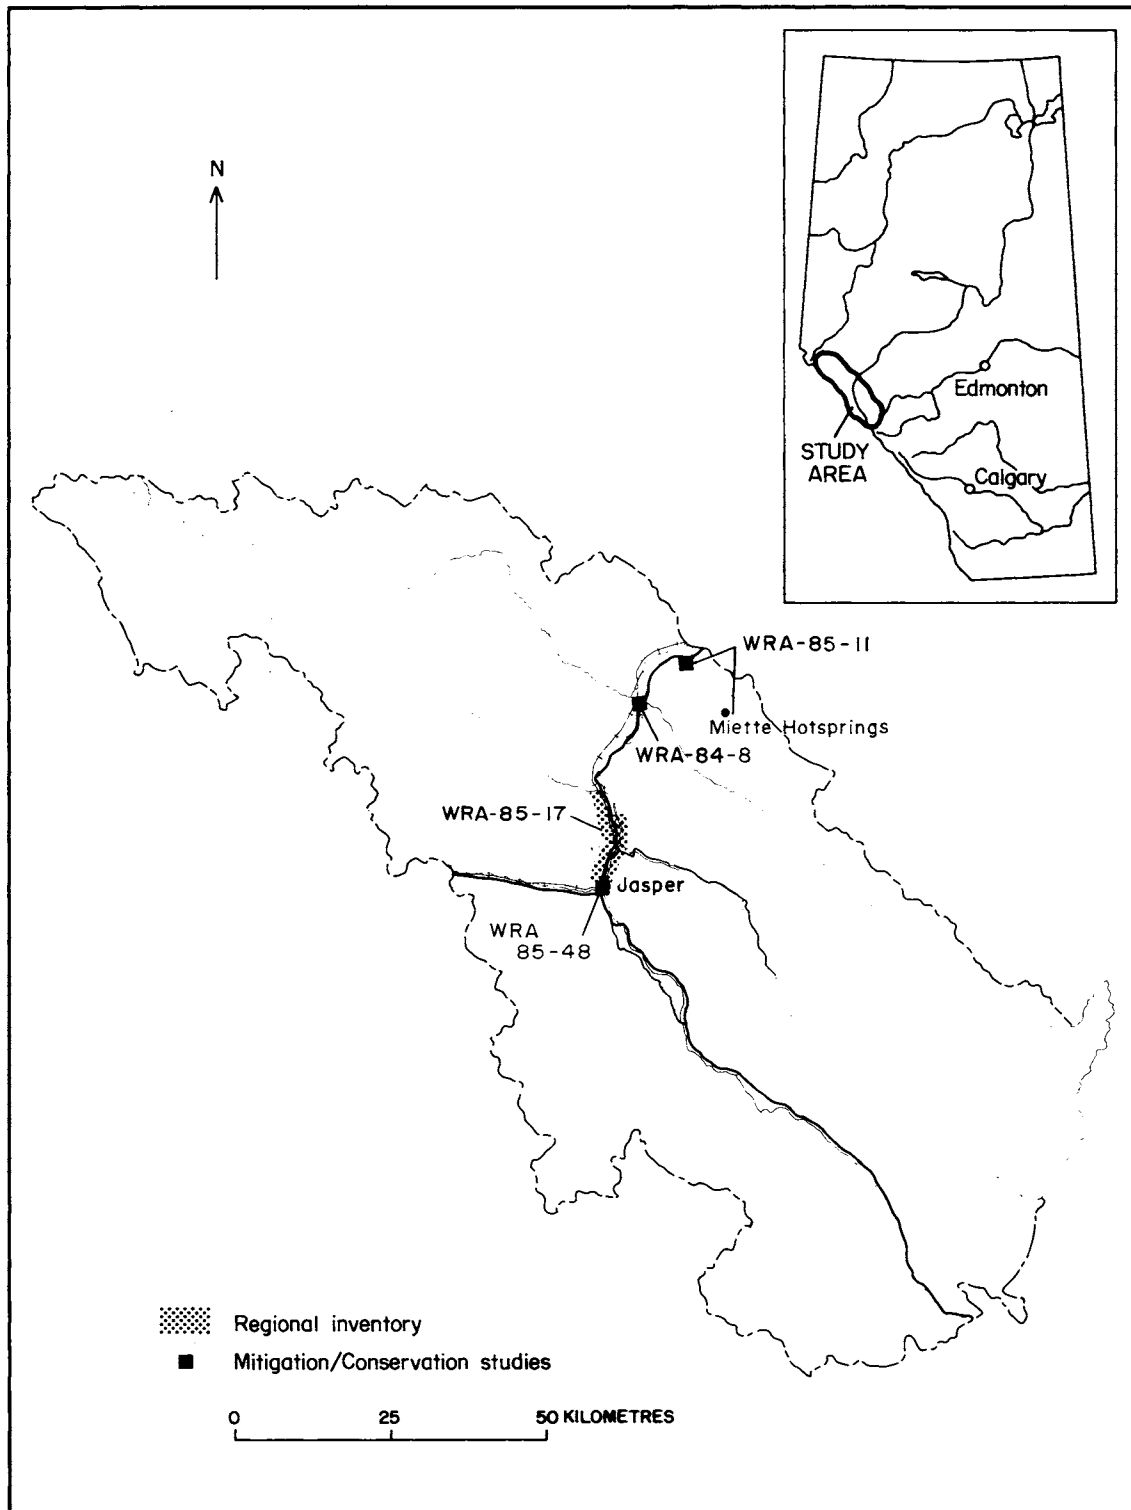 N
Edmonton
STUDY
AREA
Calgary
WRA-85-11
Miette Hotsprings
WRA-84-8
WRA-85-17
Jasper
WRA
85-48
Regional inventory
Mitigation/Conservation studies
0 25 50 KILOMETRES